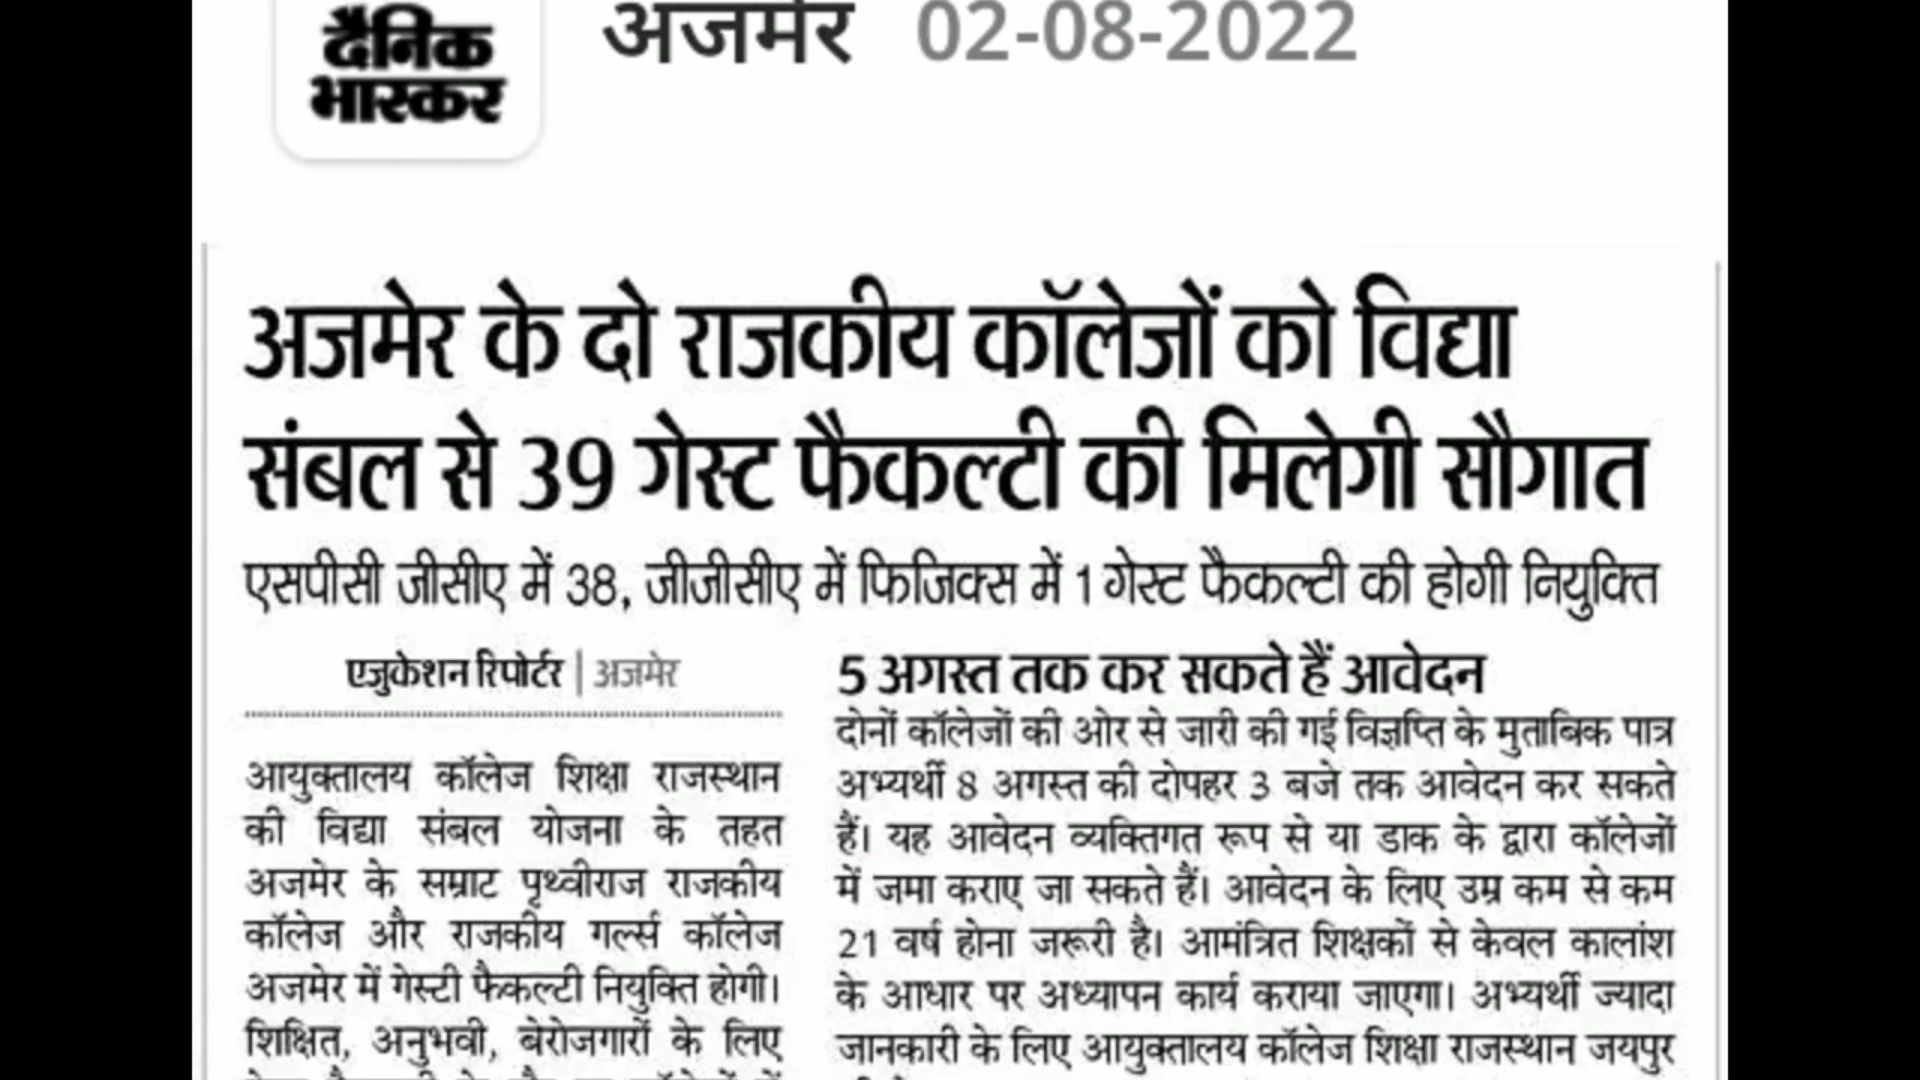 दैनिक
भास्कर
अजमेर 02-08-2022
अजमेर के दो राजकीय कॉलेजों को विद्या
संबल से 39 गेस्ट फैकल्टी की मिलेगी सौगात
एसपीसी जीसीए में 38, जीजीसीए में फिजिक्स में 1 गेस्ट फैकल्टी की होगी नियुक्ति
एजुकेशन रिपोर्टर | अजमेर
आयुक्तालय कॉलेज शिक्षा राजस्थान
की विद्या संबल योजना के तहत
अजमेर के सम्राट पृथ्वीराज राजकीय
कॉलेज और राजकीय गर्ल्स कॉलेज
अजमेर में गेस्टी फैकल्टी नियुक्ति होगी।
शिक्षित, अनुभवी, बेरोजगारों के लिए
5 अगस्त तक कर सकते हैं आवेदन
दोनों कॉलेजों की ओर से जारी की गई विज्ञप्ति के मुताबिक पात्र
अभ्यर्थी 8 अगस्त की दोपहर 3 बजे तक आवेदन कर सकते
हैं। यह आवेदन व्यक्तिगत रूप से या डाक के द्वारा कॉलेजों
में जमा कराए जा सकते हैं। आवेदन के लिए उम्र कम से कम
21 वर्ष होना जरूरी है। आमंत्रित शिक्षकों से केवल कालांश
के आधार पर अध्यापन कार्य कराया जाएगा। अभ्यर्थी ज्यादा
जानकारी के लिए आयुक्तालय कॉलेज शिक्षा राजस्थान जयपुर